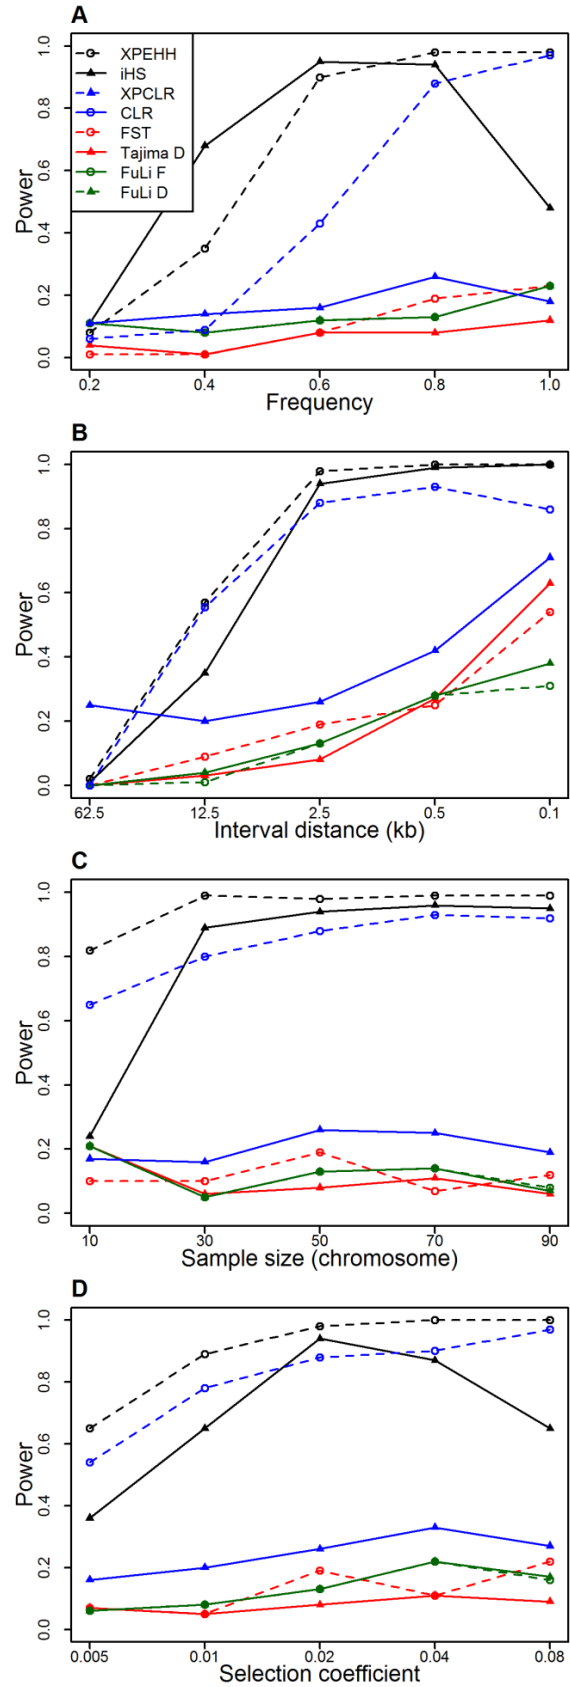 A
XPEHH
iHS
XPCLR
CLR
FST
Tajima D
FuLi F
FuLi D
Power
0.0 0.2 0.4 0.6 0.8 1.0
0.2 0.4 0.6 0.8 1.0
Frequency
B
Power
0.0 0.2 0.4 0.6 0.8 1.0
62.5 12.5 2.5 0.5 0.1
Interval distance (kb)
C
Power
0.0 0.2 0.4 0.6 0.8 1.0
10 30 50 70 90
Sample size (chromosome)
D
Power
0.0 0.2 0.4 0.6 0.8 1.0
0.005 0.01 0.02 0.04 0.08
Selection coefficient